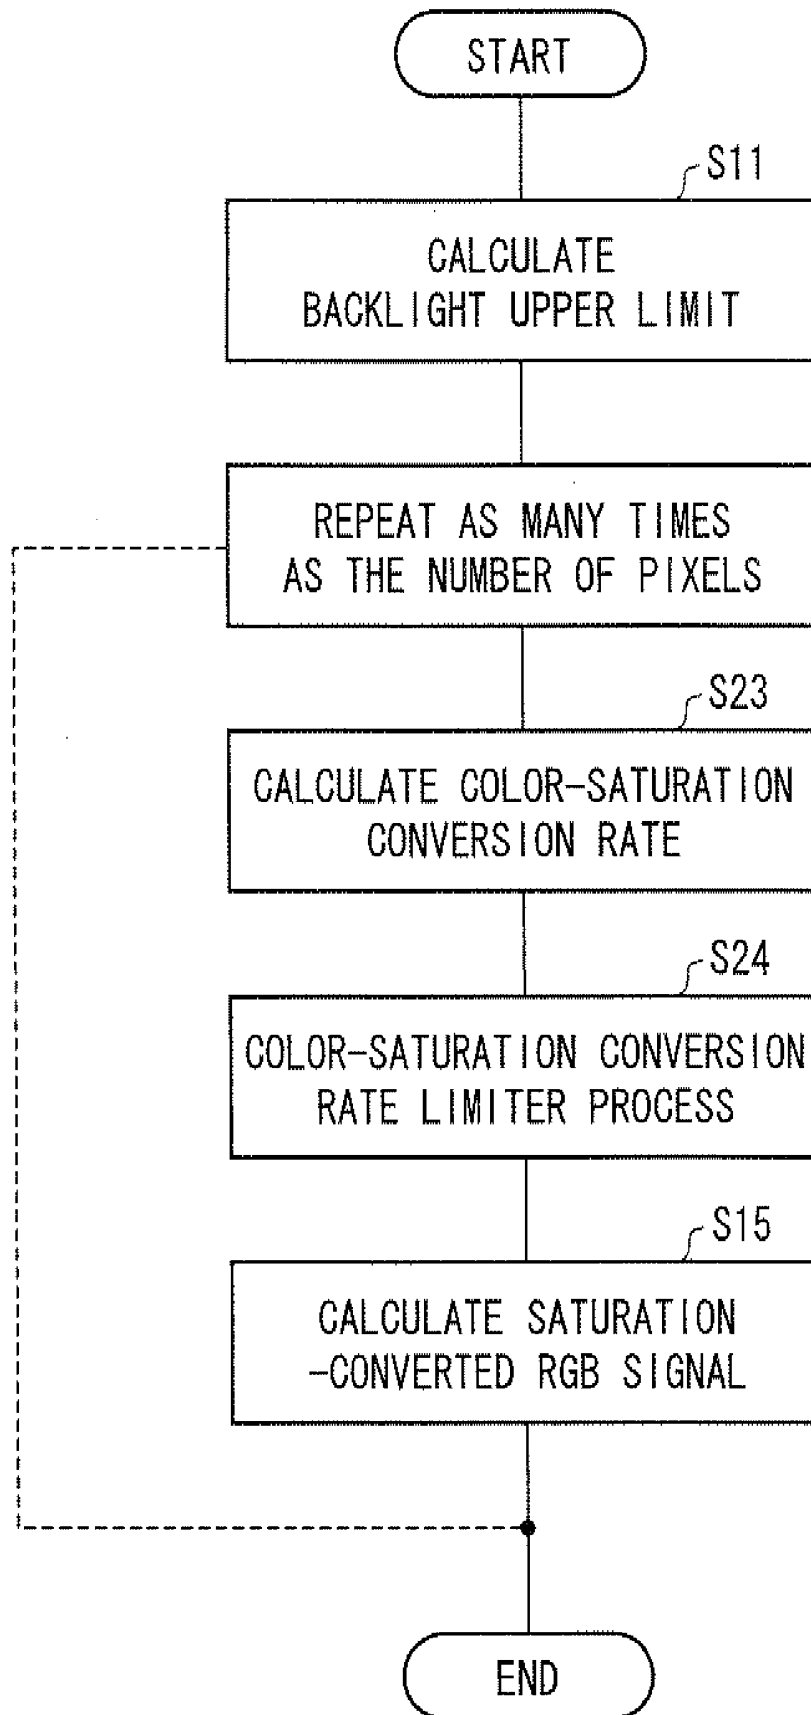 START
S11
CALCULATE
BACKLIGHT UPPER LIMIT
REPEAT AS MANY TIMES
AS THE NUMBER OF PIXELS
S23
CALCULATE COLOR-SATURATION
CONVERSION RATE
S24
COLOR-SATURATION CONVERSION
RATE LIMITER PROCESS
S15
CALCULATE SATURATION
-CONVERTED RGB SIGNAL
END